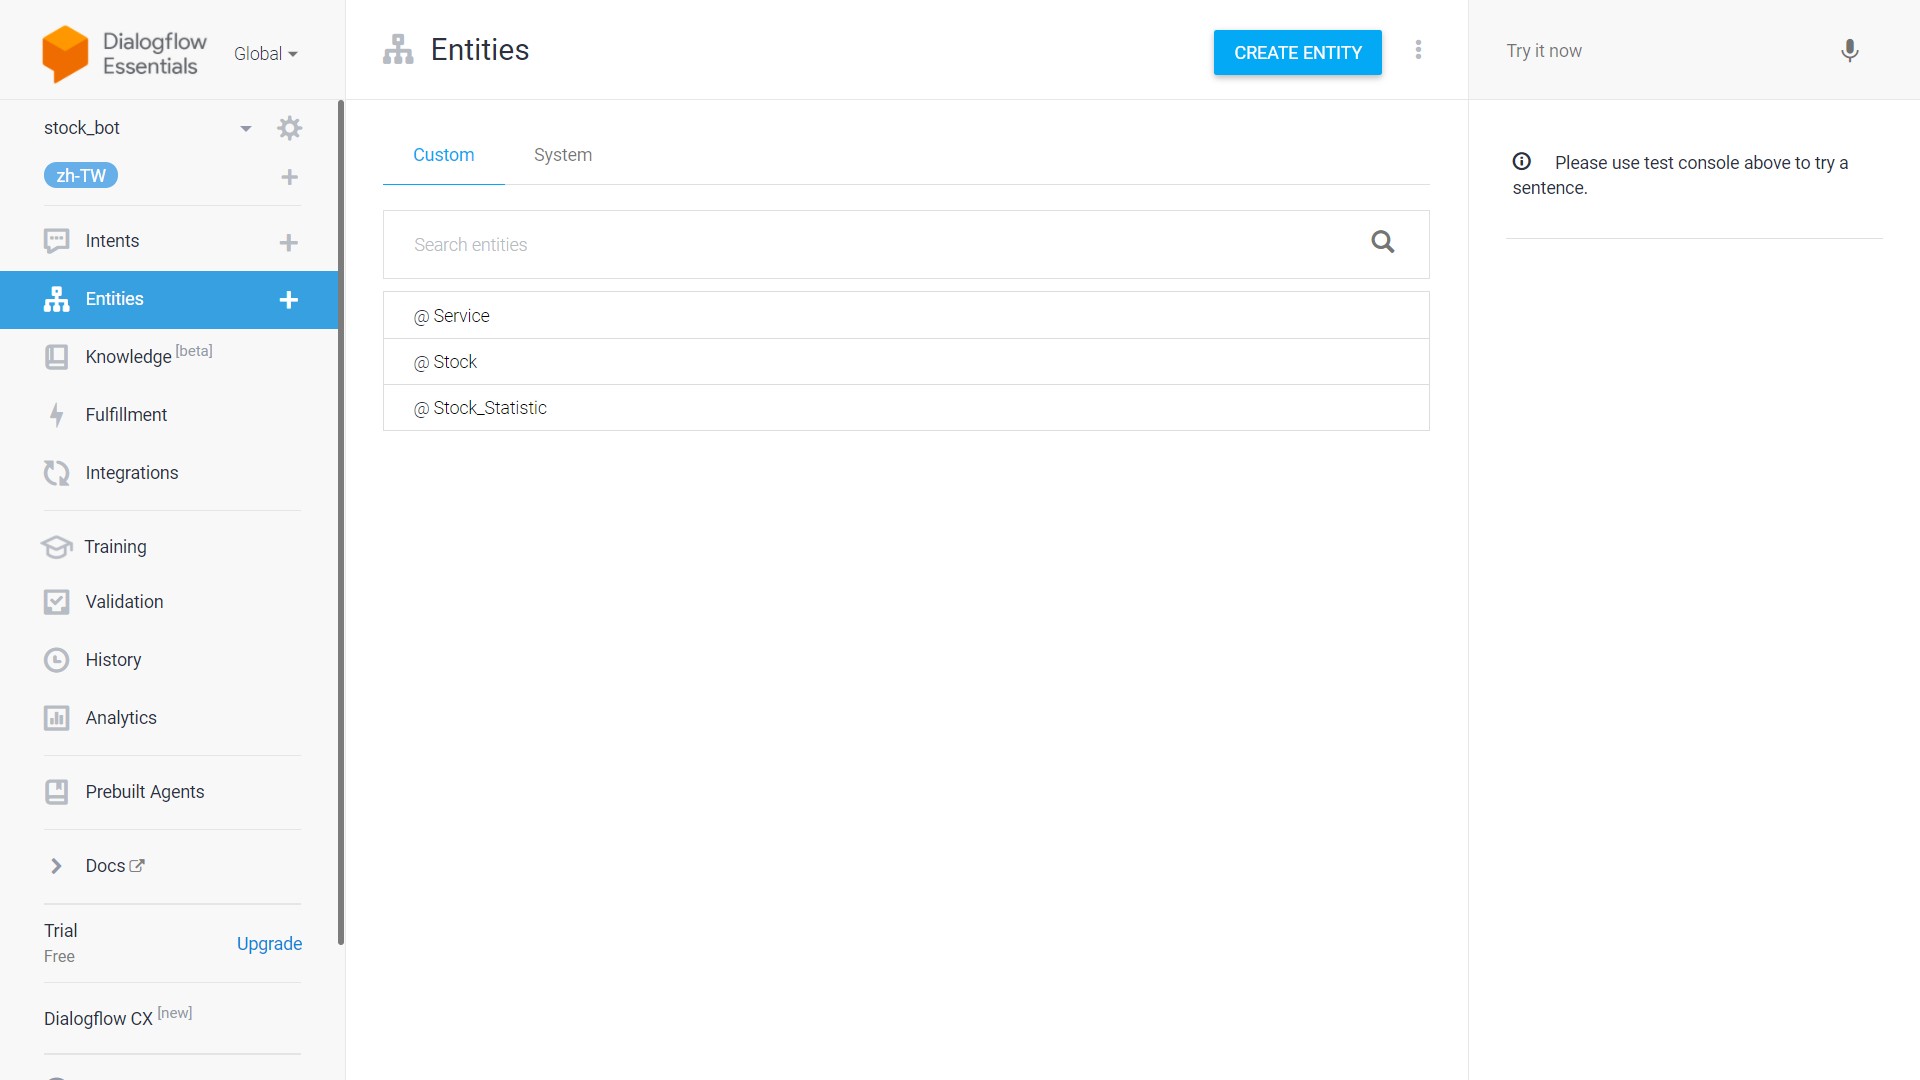 Dialogflow
Essentials
Global
stock_bot
zh-TW
Intents
Entities
Knowledge [beta]
Fulfillment
Integrations
Training
Validation
History
Analytics
Prebuilt Agents
Docs
Trial
Free
Upgrade
Dialogflow CX [new]
Entities
CREATE ENTITY
Custom
System
Search entities
@ Service
@ Stock
@ Stock_Statistic
Try it now
Please use test console above to try a
sentence.